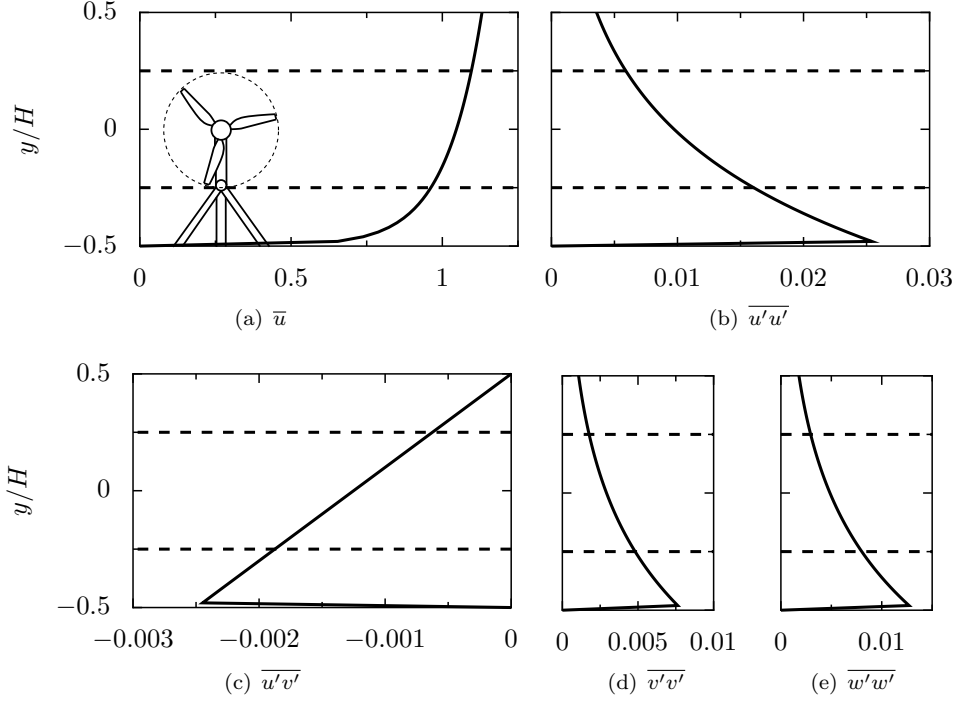 0.5
0
−0.5
y/H
0 0.5 1
(a) u̅
0 0.01 0.02 0.03
(b) \overline{u′u′}
0.5
0
−0.5
y/H
−0.003 −0.002 −0.001 0
(c) \overline{u′v′}
0 0.005 0.01
(d) \overline{v′v′}
0 0.01
(e) \overline{w′w′}